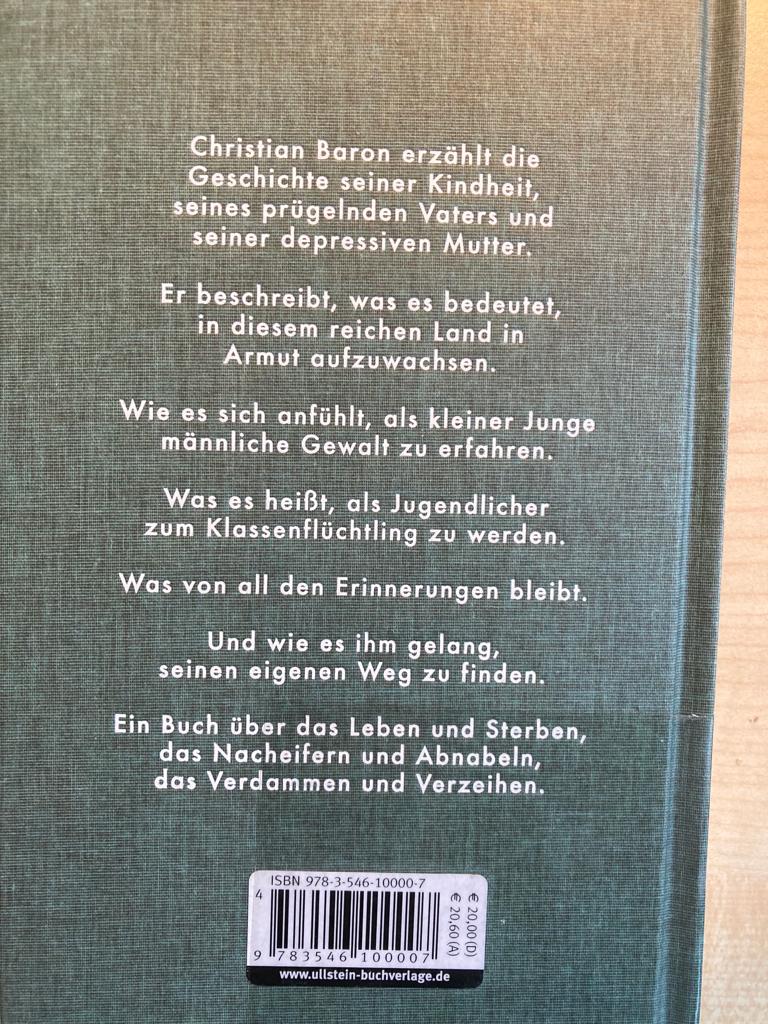 Christian Baron erzählt die
Geschichte seiner Kindheit,
seines prügelnden Vaters und
seiner depressiven Mutter.
Er beschreibt, was es bedeutet,
in diesem reichen Land in
Armut aufzuwachsen.
Wie es sich anfühlt, als kleiner Junge
männliche Gewalt zu erfahren.
Was es heißt, als Jugendlicher
zum Klassenflüchtling zu werden.
Was von all den Erinnerungen bleibt.
Und wie es ihm gelang,
seinen eigenen Weg zu finden.
Ein Buch über das Leben und Sterben,
das Nacheifern und Abnabeln,
das Verdammen und Verzeihen.
ISBN 978-3-546-10000-7
4
€ 20,00 (D)
€ 20,60 (A)
9 783546 100007
www.ullstein-buchverlage.de